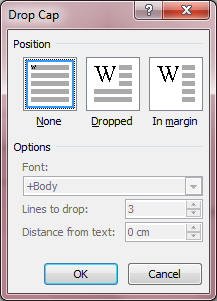 Drop Cap
Position
W W W
None Dropped In margin
Options
Font:
+Body
Lines to drop: 3
Distance from text: 0 cm
OK Cancel